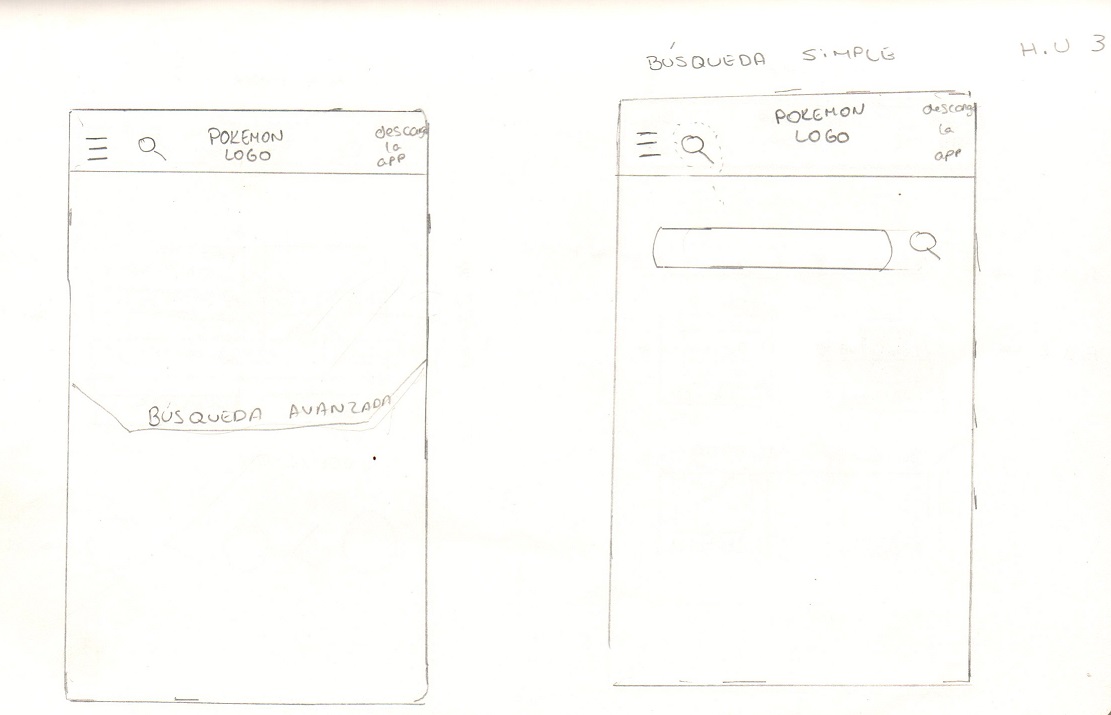 BÚSQUEDA SIMPLE
H.U 3
POKEMON
LOGO
descarga
la
APP
BÚSQUEDA AVANZADA
POKEMON
LOGO
descarga
la
APP